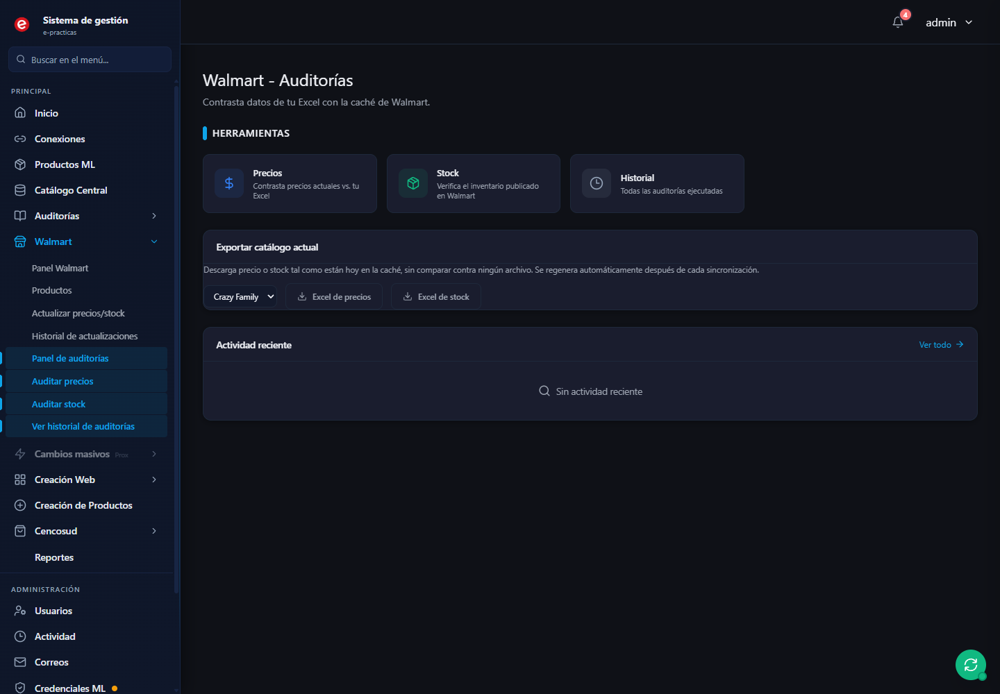 Sistema de gestión
e-practicas
Buscar en el menú...
PRINCIPAL
Inicio
Conexiones
Productos ML
Catálogo Central
Auditorías
Walmart
Panel Walmart
Productos
Actualizar precios/stock
Historial de actualizaciones
Panel de auditorías
Auditar precios
Auditar stock
Ver historial de auditorías
Cambios masivos Prox
Creación Web
Creación de Productos
Cencosud
Reportes
ADMINISTRACIÓN
Usuarios
Actividad
Correos
Credenciales ML
4
admin
Walmart - Auditorías
Contrasta datos de tu Excel con la caché de Walmart.
HERRAMIENTAS
Precios
Contrasta precios actuales vs. tu
Excel
Stock
Verifica el inventario publicado
en Walmart
Historial
Todas las auditorías ejecutadas
Exportar catálogo actual
Descarga precio o stock tal como están hoy en la caché, sin comparar contra ningún archivo. Se regenera automáticamente después de cada sincronización.
Crazy Family
Excel de precios
Excel de stock
Actividad reciente
Ver todo
Sin actividad reciente